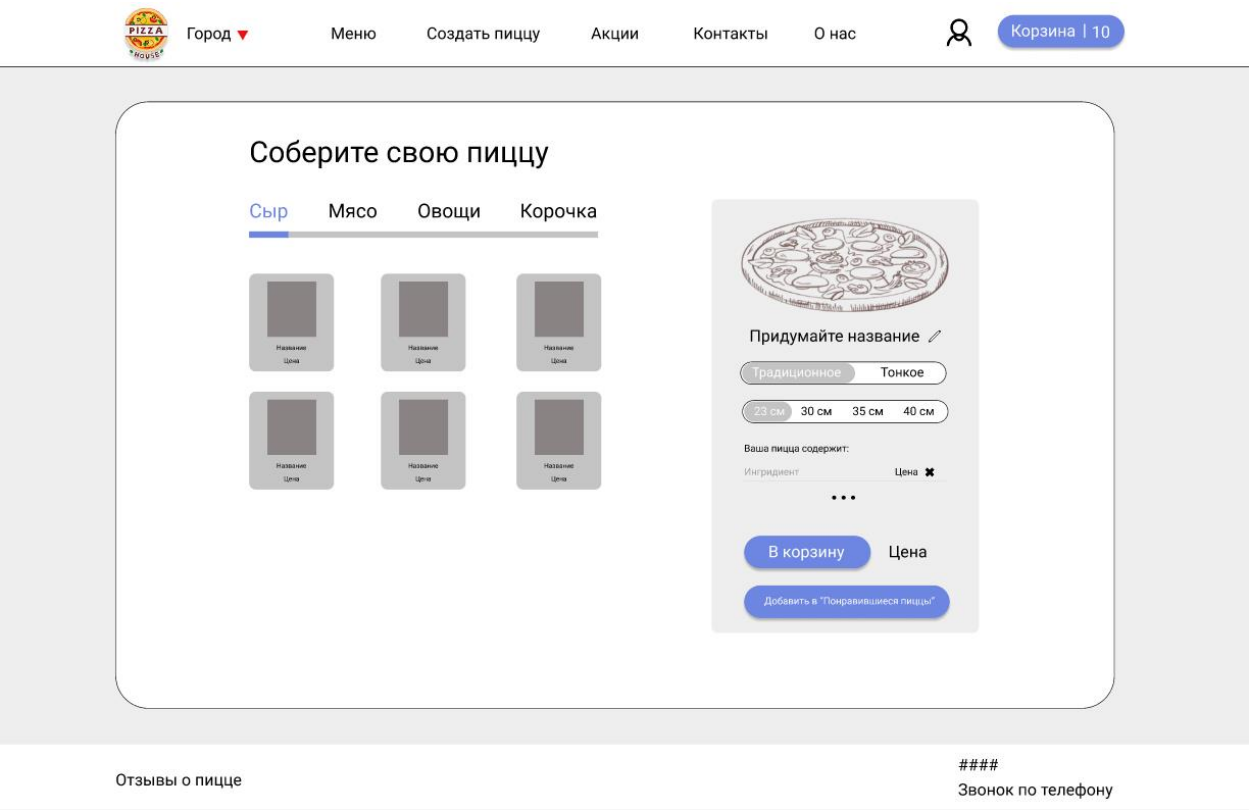 PIZZA
HOUSE
Город Меню Создать пиццу Акции Контакты О нас Корзина | 10
Соберите свою пиццу
Сыр Мясо Овощи Корочка
Название Название Название
Цена Цена Цена
Название Название Название
Цена Цена Цена
Придумайте название
Традиционное Тонкое
23 см 30 см 35 см 40 см
Ваша пицца содержит:
Ингридиент Цена ✖
•••
В корзину Цена
Добавить в "Понравившиеся пиццы"
Отзывы о пицце
####
Звонок по телефону